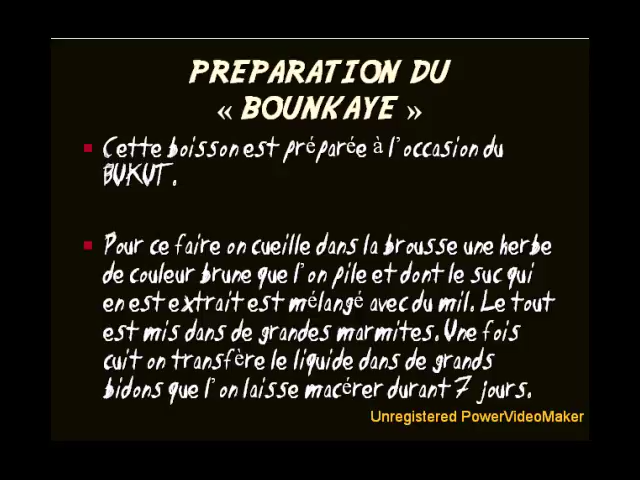 PREPARATION DU
« BOUNKAYE »
Cette boisson est préparée à l'occasion du
BUKUT.
Pour ce faire on cueille dans la brousse une herbe
de couleur brune que l'on pile et dont le suc qui
en est extrait est mélangé avec du mil. Le tout
est mis dans de grandes marmites. Une fois
cuit on transfère le liquide dans de grands
bidons que l'on laisse macérer durant 7 jours.
Unregistered PowerVideoMaker